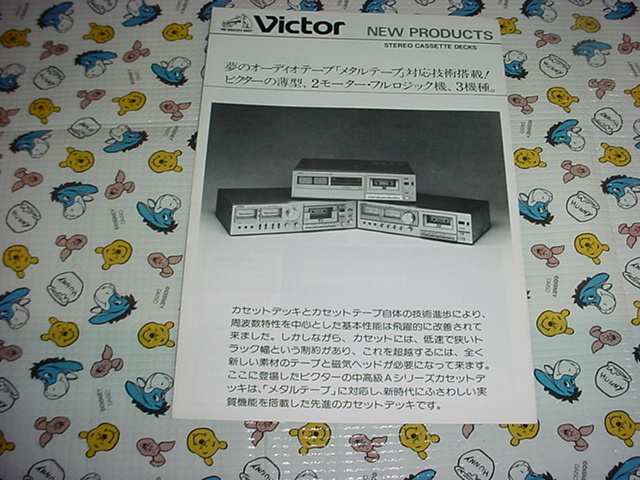 Victor
NEW PRODUCTS
STEREO CASSETTE DECKS
夢のオーディオテープ「メタルテープ」対応技術搭載!
ビクターの薄型、2モーター・フルロジック機、3機種。
カセットデッキとカセットテープ自体の技術進歩により、
周波数特性を中心とした基本性能は飛躍的に改善されて
来ました。しかしながら、カセットには、低速で狭いト
ラック幅という制約があり、これを超越するには、全く
新しい素材のテープと磁気ヘッドが必要になって来ます。
ここに登場したビクターの中高級Aシリーズカセットデ
ッキは、「メタルテープ」に対応し、新時代にふさわしい実
質機能を搭載した先進のカセットデッキです。
HUNNY